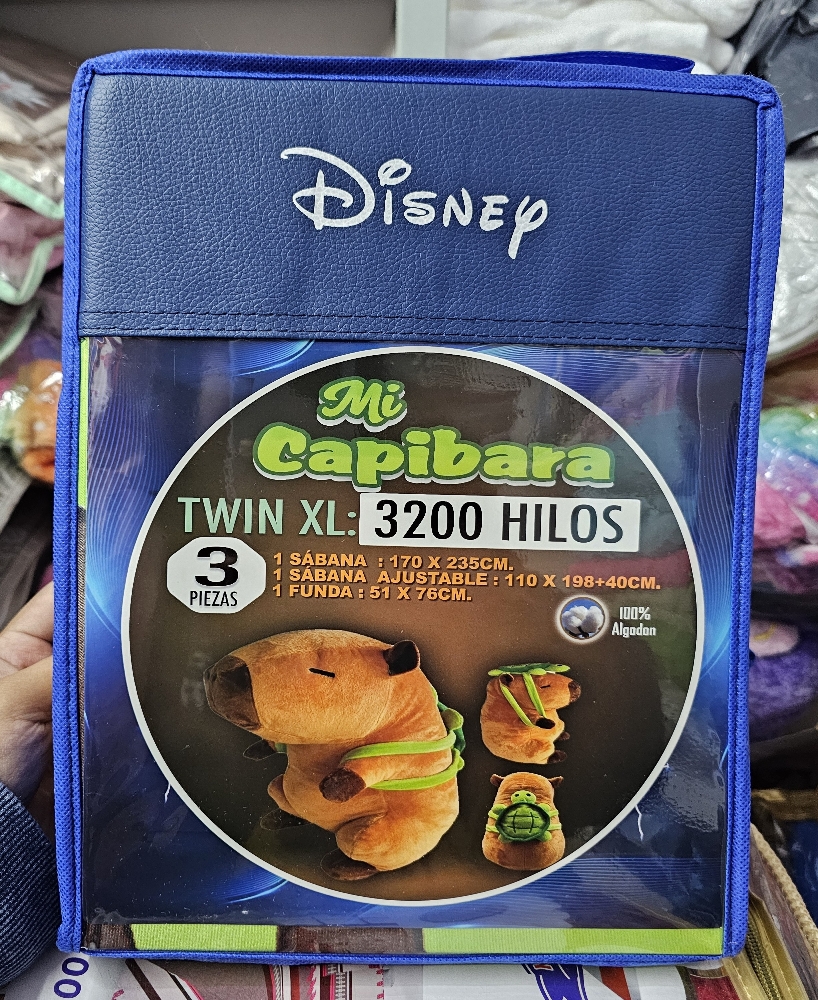 Disney
Mi
Capibara
TWIN XL: 3200 HILOS
3
PIEZAS
1 SÁBANA : 170 X 235CM.
1 SÁBANA AJUSTABLE : 110 X 198+40CM.
1 FUNDA : 51 X 76CM.
100%
Algodon
00